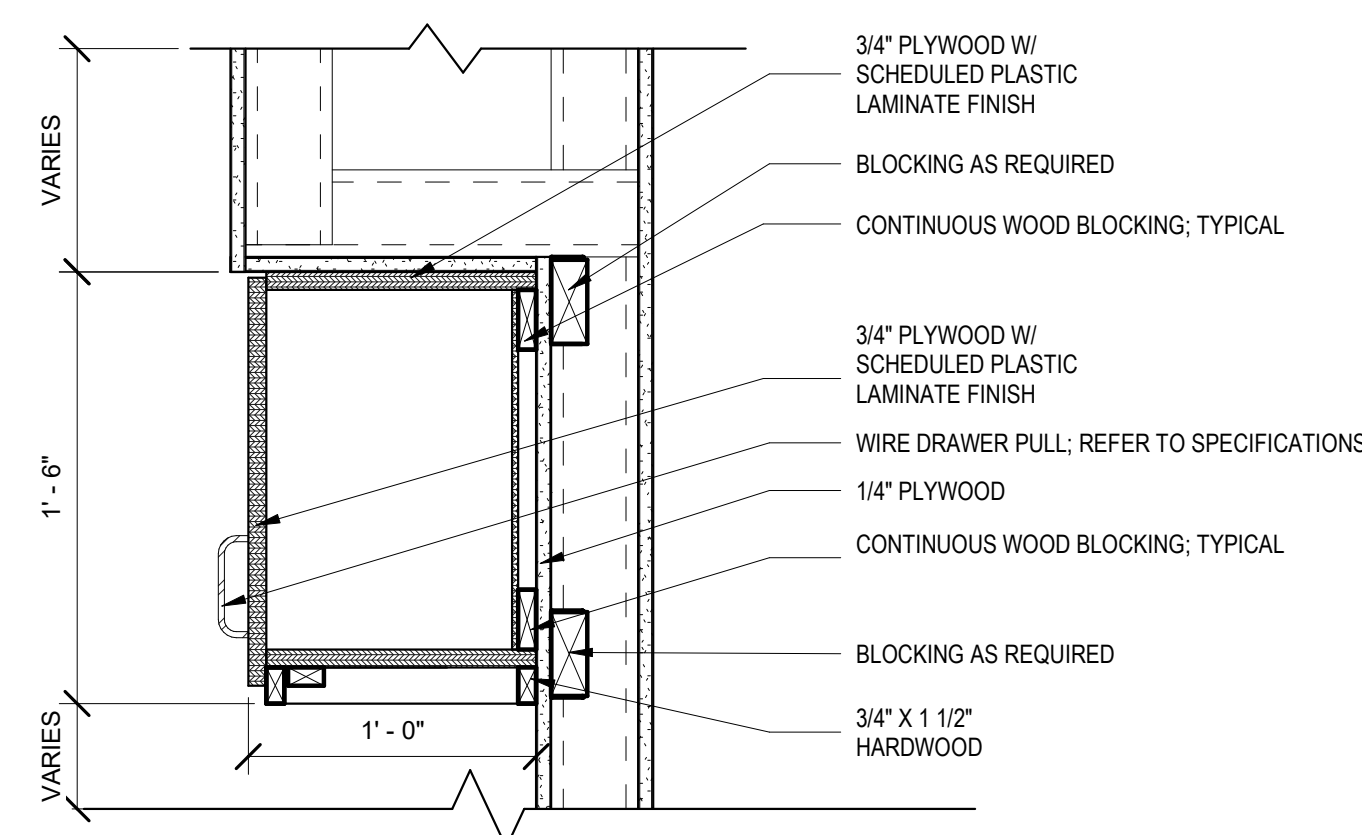 VARIES
1' - 6"
VARIES
1' - 0"
3/4" PLYWOOD W/
SCHEDULED PLASTIC
LAMINATE FINISH
BLOCKING AS REQUIRED
CONTINUOUS WOOD BLOCKING; TYPICAL
3/4" PLYWOOD W/
SCHEDULED PLASTIC
LAMINATE FINISH
WIRE DRAWER PULL; REFER TO SPECIFICATIONS
1/4" PLYWOOD
CONTINUOUS WOOD BLOCKING; TYPICAL
BLOCKING AS REQUIRED
3/4" X 1 1/2"
HARDWOOD